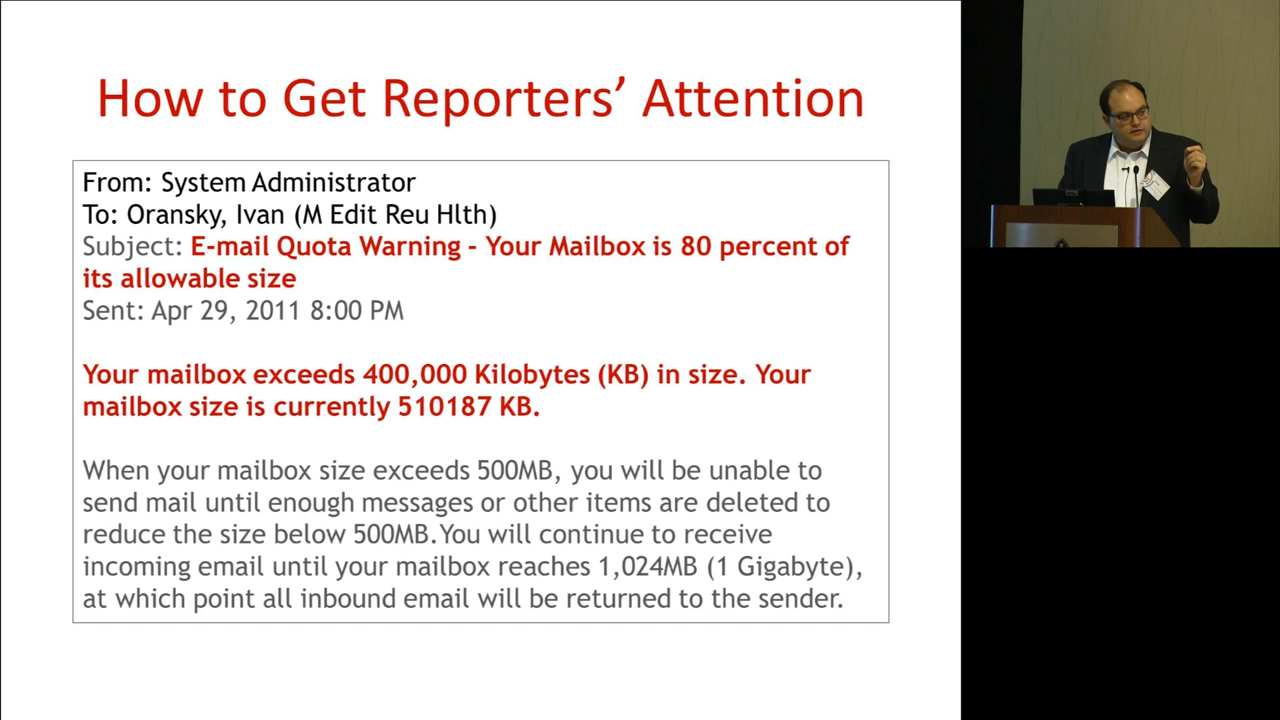 How to Get Reporters’ Attention
From: System Administrator
To: Oransky, Ivan (M Edit Reu Hlth)
Subject: E-mail Quota Warning - Your Mailbox is 80 percent of
its allowable size
Sent: Apr 29, 2011 8:00 PM
Your mailbox exceeds 400,000 Kilobytes (KB) in size. Your
mailbox size is currently 510187 KB.
When your mailbox size exceeds 500MB, you will be unable to
send mail until enough messages or other items are deleted to
reduce the size below 500MB.You will continue to receive
incoming email until your mailbox reaches 1,024MB (1 Gigabyte),
at which point all inbound email will be returned to the sender.